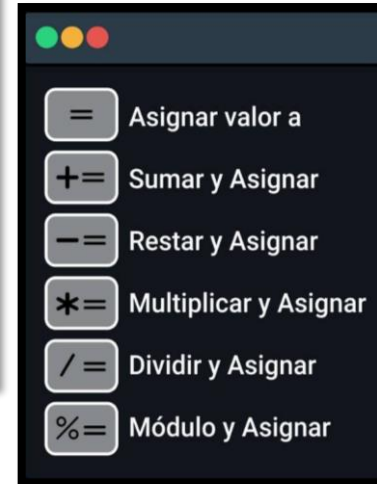 = Asignar valor a
+= Sumar y Asignar
-= Restar y Asignar
*= Multiplicar y Asignar
/= Dividir y Asignar
%= Módulo y Asignar